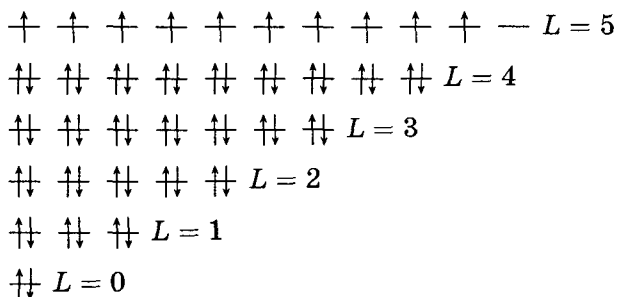 L = 5
L = 4
L = 3
L = 2
L = 1
L = 0